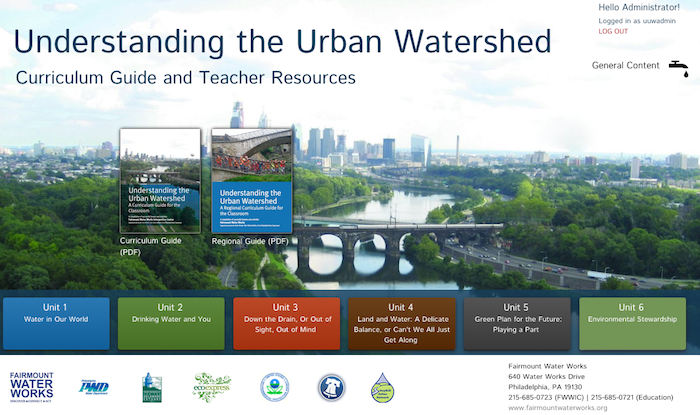 Hello Administrator!
Logged in as uuwadmin
LOG OUT
Understanding the Urban Watershed
Curriculum Guide and Teacher Resources
General Content
Understanding the
Urban Watershed
A Curriculum Guide for the
Classroom
Understanding the
Urban Watershed
A Regional Curriculum Guide for the
Classroom
Curriculum Guide
(PDF)
Regional Guide (PDF)
Unit 1
Water in Our World
Unit 2
Drinking Water and You
Unit 3
Down the Drain, Or Out of
Sight, Out of Mind
Unit 4
Land and Water: A Delicate
Balance, or Can't We All Just
Get Along
Unit 5
Green Plan for the Future:
Playing a Part
Unit 6
Environmental Stewardship
FAIRMOUNT
WATER
WORKS
PWD
ecoexpress
Fairmount Water Works
640 Water Works Drive
Philadelphia, PA 19130
215-685-0723 (FWWIC) | 215-685-0721 (Education)
www.fairmountwaterworks.org